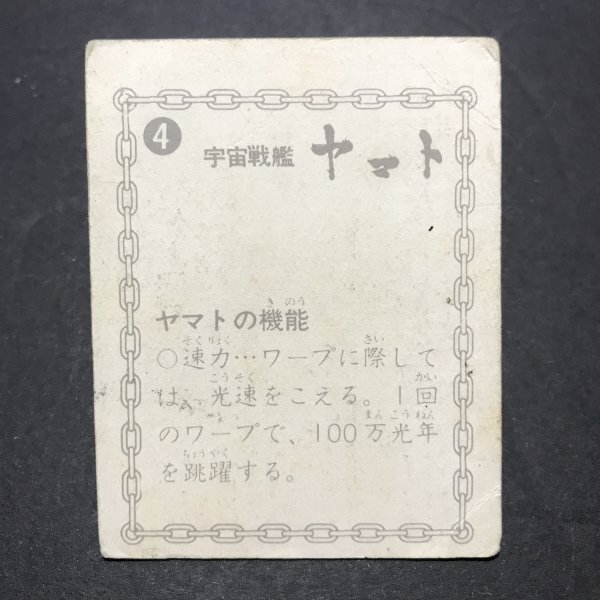 4
宇宙戦艦 ヤマト
ヤマトの機能
○速力…ワープに際して
は、光速をこえる。1回
のワープで、100万光年
を跳躍する。